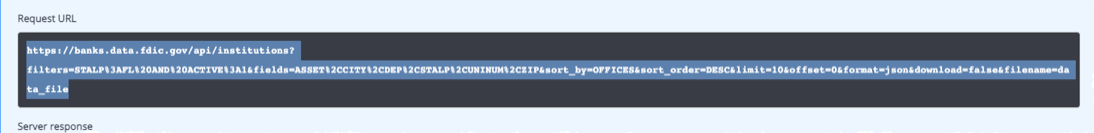 Request URL
https://banks.data.fdic.gov/api/institutions?
filters=STALP%3AFL%20AND%20ACTIVE%3A1&fields=ASSET%2CCITY%2CDEP%2CSTALP%2CUNINUM%2CZIP&sort_by=OFFICES&sort_order=DESC&limit=10&offset=0&format=json&download=false&filename=da
ta_file
Server response